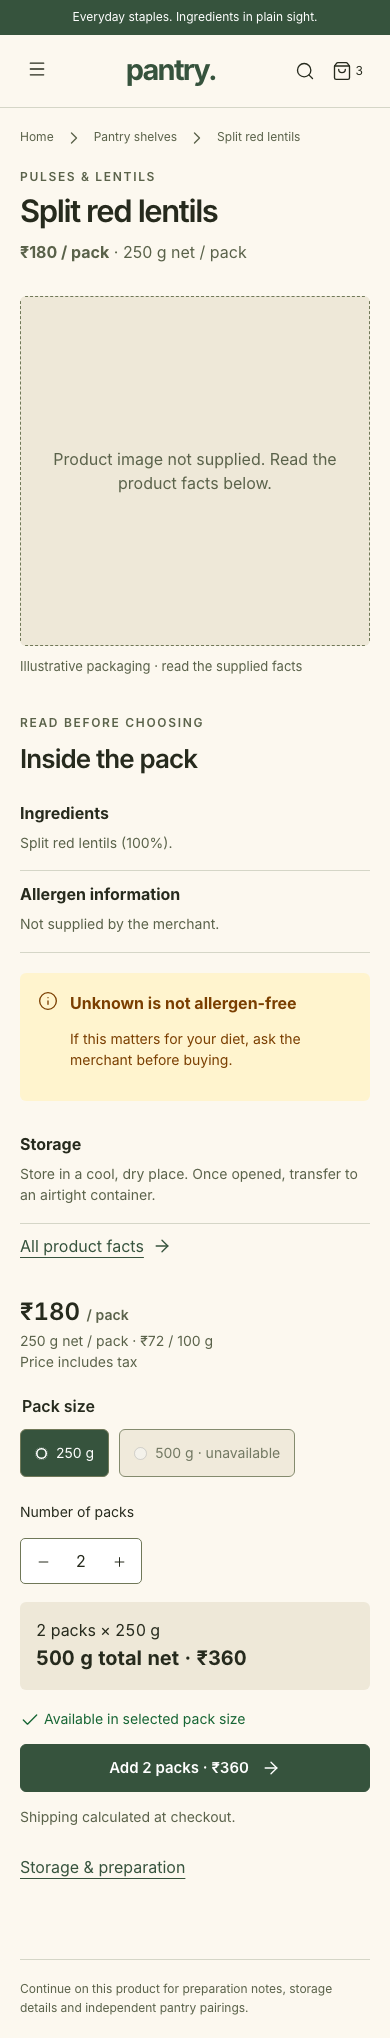 Everyday staples. Ingredients in plain sight.
pantry.
3
Home
Pantry shelves
Split red lentils
PULSES & LENTILS
Split red lentils
₹180 / pack · 250 g net / pack
Product image not supplied. Read the
product facts below.
Illustrative packaging · read the supplied facts
READ BEFORE CHOOSING
Inside the pack
Ingredients
Split red lentils (100%).
Allergen information
Not supplied by the merchant.
Unknown is not allergen-free
If this matters for your diet, ask the
merchant before buying.
Storage
Store in a cool, dry place. Once opened, transfer to
an airtight container.
All product facts
₹180 / pack
250 g net / pack · ₹72 / 100 g
Price includes tax
Pack size
250 g
500 g · unavailable
Number of packs
− 2 +
2 packs × 250 g
500 g total net · ₹360
Available in selected pack size
Add 2 packs · ₹360
Shipping calculated at checkout.
Storage & preparation
Continue on this product for preparation notes, storage
details and independent pantry pairings.